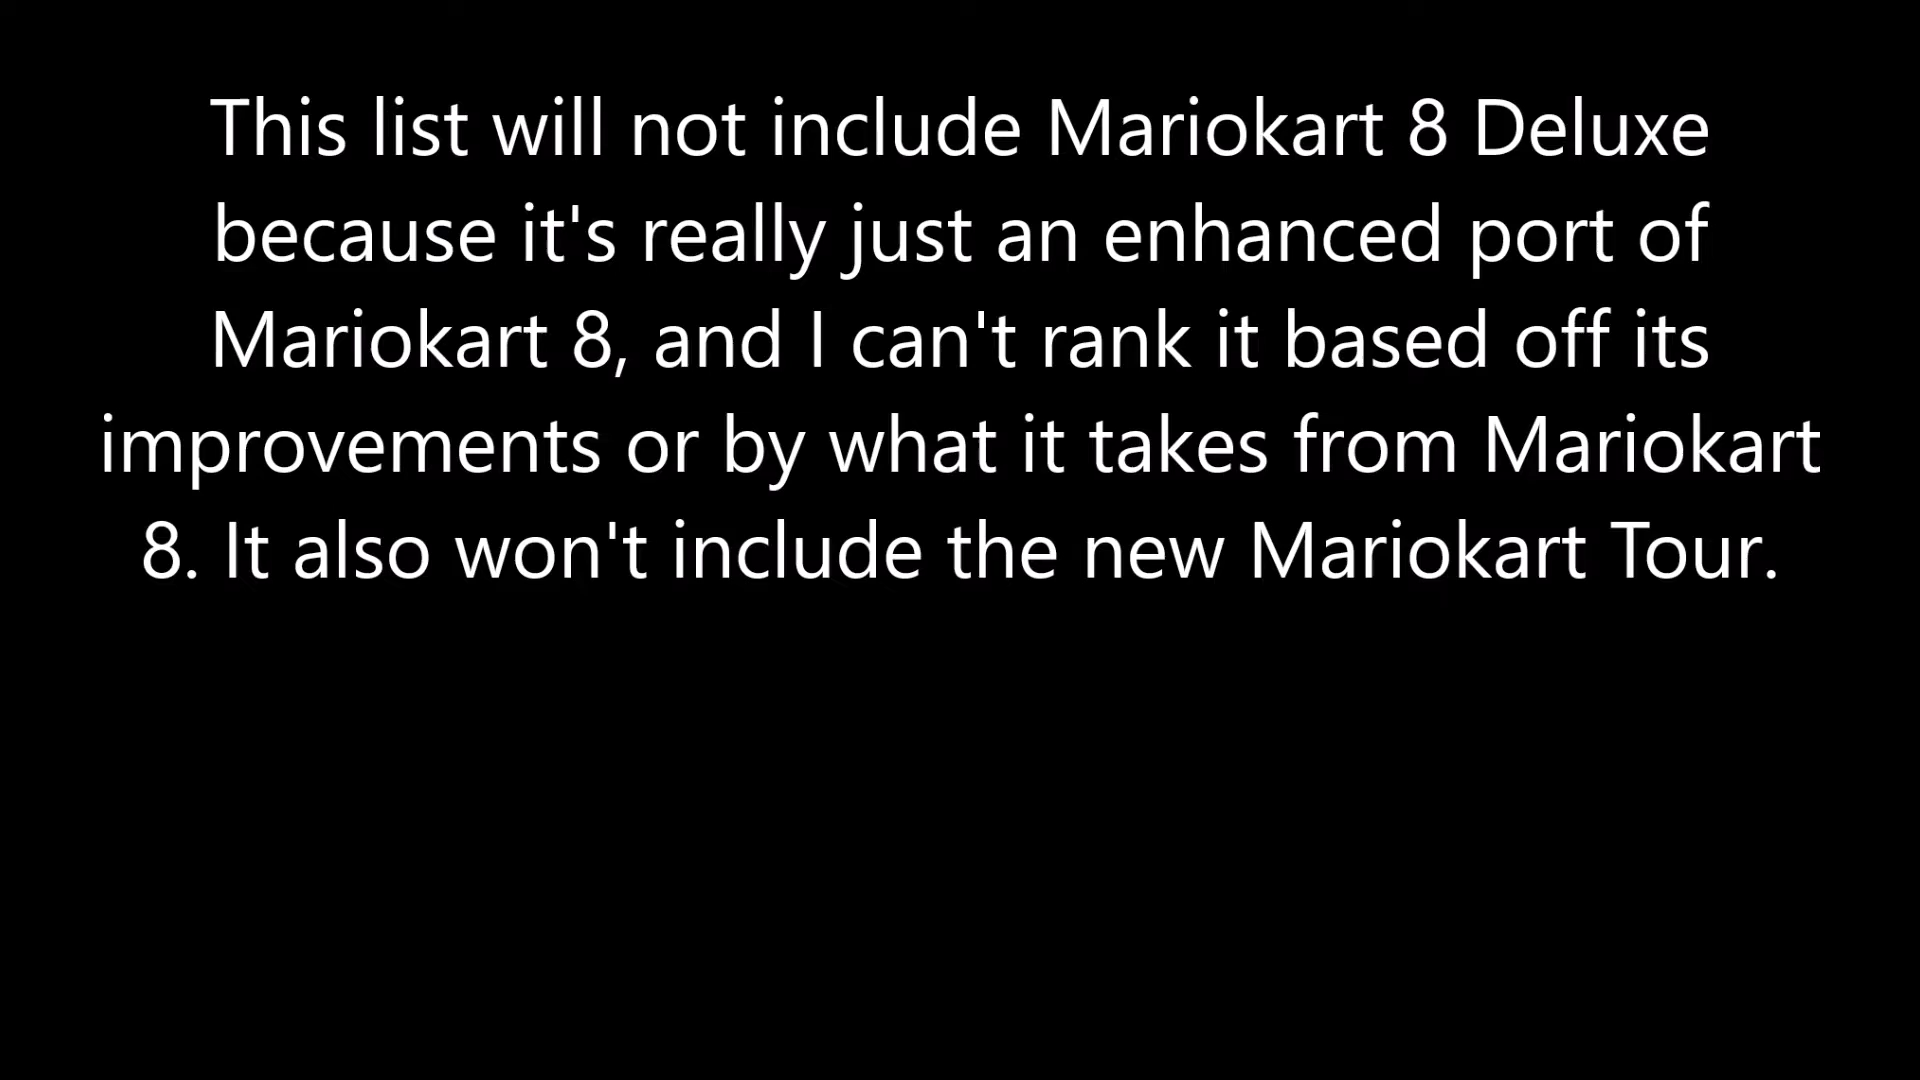 This list will not include Mariokart 8 Deluxe
because it's really just an enhanced port of
Mariokart 8, and I can't rank it based off its
improvements or by what it takes from Mariokart
8. It also won't include the new Mariokart Tour.